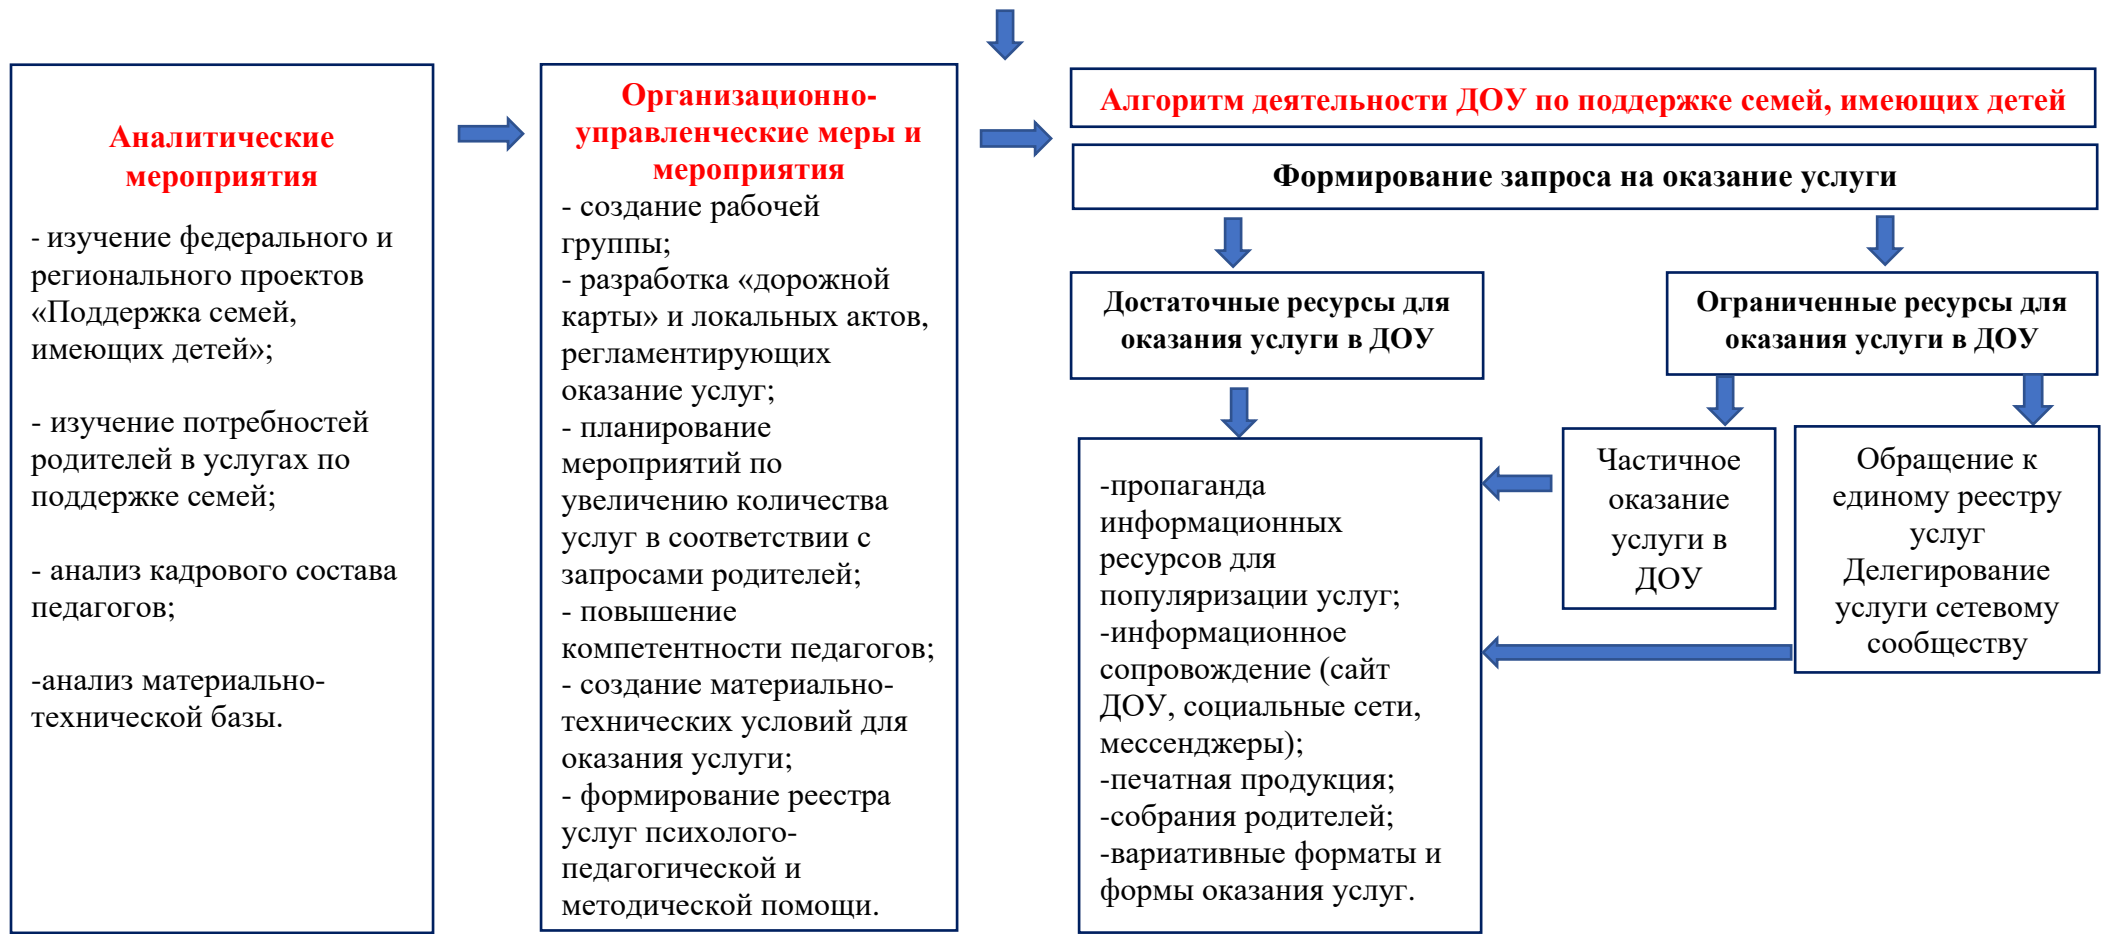 Аналитические
мероприятия
- изучение федерального и
регионального проектов
«Поддержка семей,
имеющих детей»;
- изучение потребностей
родителей в услугах по
поддержке семей;
- анализ кадрового состава
педагогов;
-анализ материально-
технической базы.
Организационно-
управленческие меры и
мероприятия
- создание рабочей
группы;
- разработка «дорожной
карты» и локальных актов,
регламентирующих
оказание услуг;
- планирование
мероприятий по
увеличению количества
услуг в соответствии с
запросами родителей;
- повышение
компетентности педагогов;
- создание материально-
технических условий для
оказания услуги;
- формирование реестра
услуг психолого-
педагогической и
методической помощи.
Алгоритм деятельности ДОУ по поддержке семей, имеющих детей
Формирование запроса на оказание услуги
Достаточные ресурсы для
оказания услуги в ДОУ
Ограниченные ресурсы для
оказания услуги в ДОУ
-пропаганда
информационных
ресурсов для
популяризации услуг;
-информационное
сопровождение (сайт
ДОУ, социальные сети,
мессенджеры);
-печатная продукция;
-собрания родителей;
-вариативные форматы и
формы оказания услуг.
Частичное
оказание
услуги в
ДОУ
Обращение к
единому реестру
услуг
Делегирование
услуги сетевому
сообществу